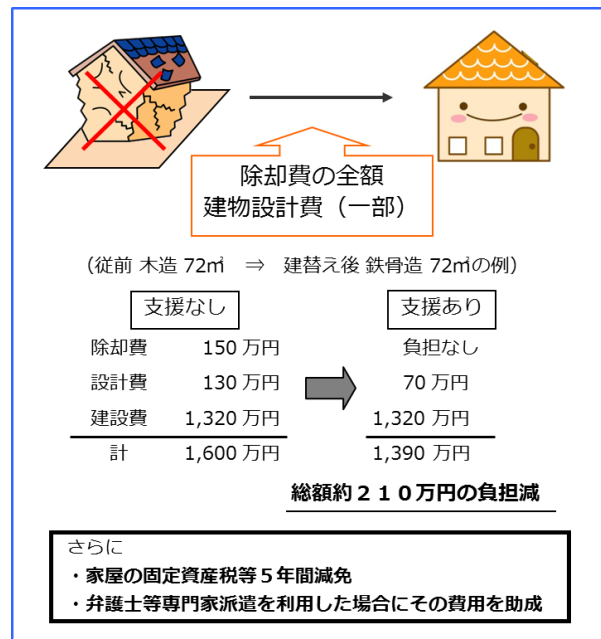 除却費の全額
建物設計費（一部）
（従前 木造 72㎡ ⇒ 建替え後 鉄骨造 72㎡の例）
支援なし 支援あり
除却費 150 万円 負担なし
設計費 130 万円 70 万円
建設費 1,320 万円 1,320 万円
計 1,600 万円 1,390 万円
総額約２１０万円の負担減
さらに
・家屋の固定資産税等５年間減免
・弁護士等専門家派遣を利用した場合にその費用を助成